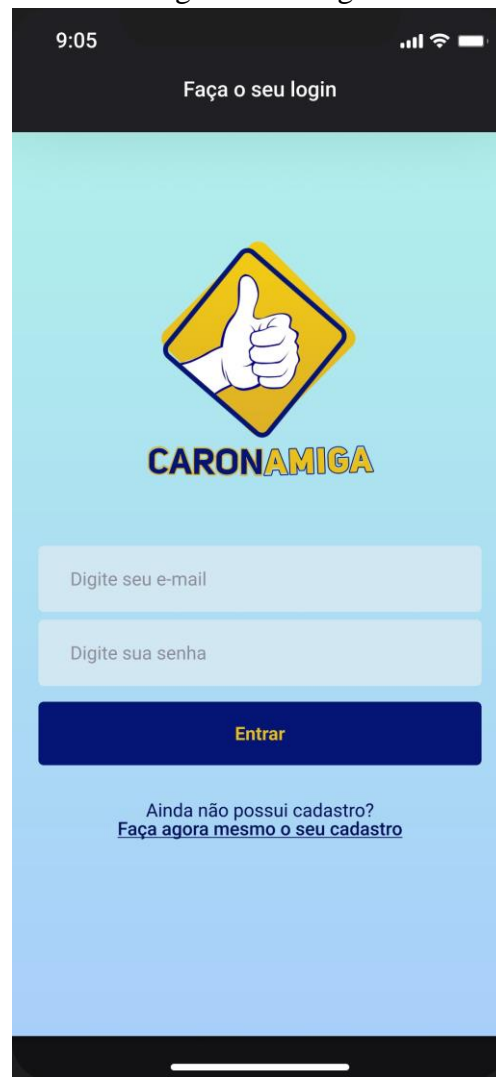 9:05
Faça o seu login
CARONAMIGA
Digite seu e-mail
Digite sua senha
Entrar
Ainda não possui cadastro?
Faça agora mesmo o seu cadastro